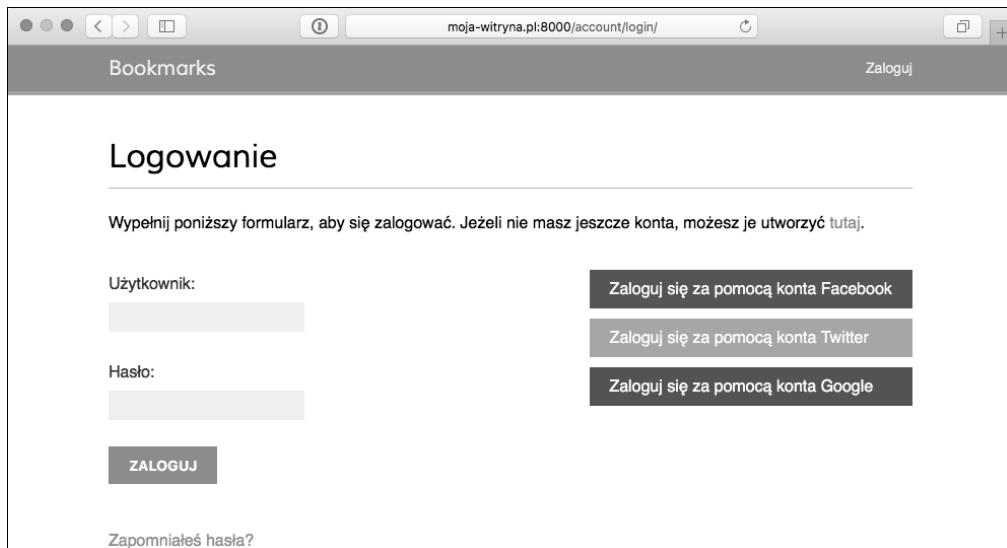 moja-witryna.pl:8000/account/login/
Bookmarks
Zaloguj
Logowanie
Wypełnij poniższy formularz, aby się zalogować. Jeżeli nie masz jeszcze konta, możesz je utworzyć tutaj.
Użytkownik:
Hasło:
ZALOGUJ
Zapomniałeś hasła?
Zaloguj się za pomocą konta Facebook
Zaloguj się za pomocą konta Twitter
Zaloguj się za pomocą konta Google